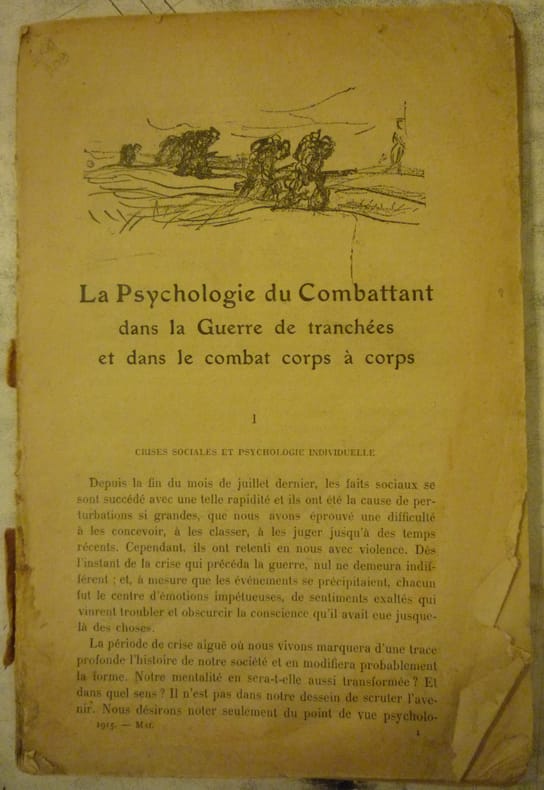 La Psychologie du Combattant
dans la Guerre de tranchées
et dans le combat corps à corps
I
CRISES SOCIALES ET PSYCHOLOGIE INDIVIDUELLE
Depuis la fin du mois de juillet dernier, les faits sociaux se
sont succédé avec une telle rapidité et ils ont été la cause de per-
turbations si grandes, que nous avons éprouvé une difficulté
à les concevoir, à les classer, à les juger jusqu'à des temps
récents. Cependant, ils ont retenti en nous avec violence. Dès
l'instant de la crise qui précéda la guerre, nul ne demeura indif-
férent ; et, à mesure que les événements se précipitaient, chacun
fut le centre d'émotions impétueuses, de sentiments exaltés qui
vinrent troubler et obscurcir la conscience qu'il avait eue jusque-
là des choses.
La période de crise aiguë où nous vivons marquera d'une trace
profonde l'histoire de notre société et en modifiera probablement
la forme. Notre mentalité en sera-t-elle aussi transformée ? Et
dans quel sens ? Il n'est pas dans notre dessein de scruter l'ave-
nir. Nous désirons noter seulement du point de vue psycholo-
1915. — Mai.
1